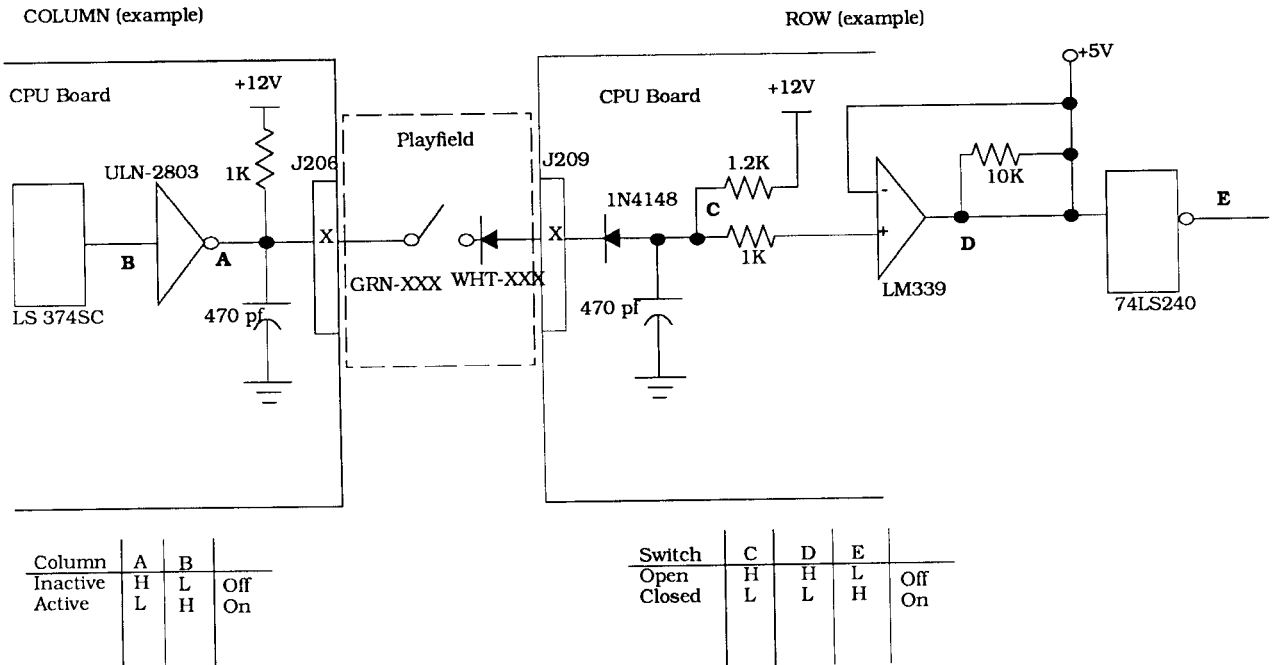 COLUMN (example)
ROW (example)
CPU Board
+12V
ULN-2803
1K
J206
B
A
X
LS 374SC
470 pf
Playfield
GRN-XXX
WHT-XXX
J209
X
CPU Board
+12V
1.2K
1N4148
C
1K
470 pf
-
+
LM339
+5V
10K
D
E
74LS240
Column A B
Inactive H L Off
Active L H On
Switch C D E
Open H H L Off
Closed L L H On